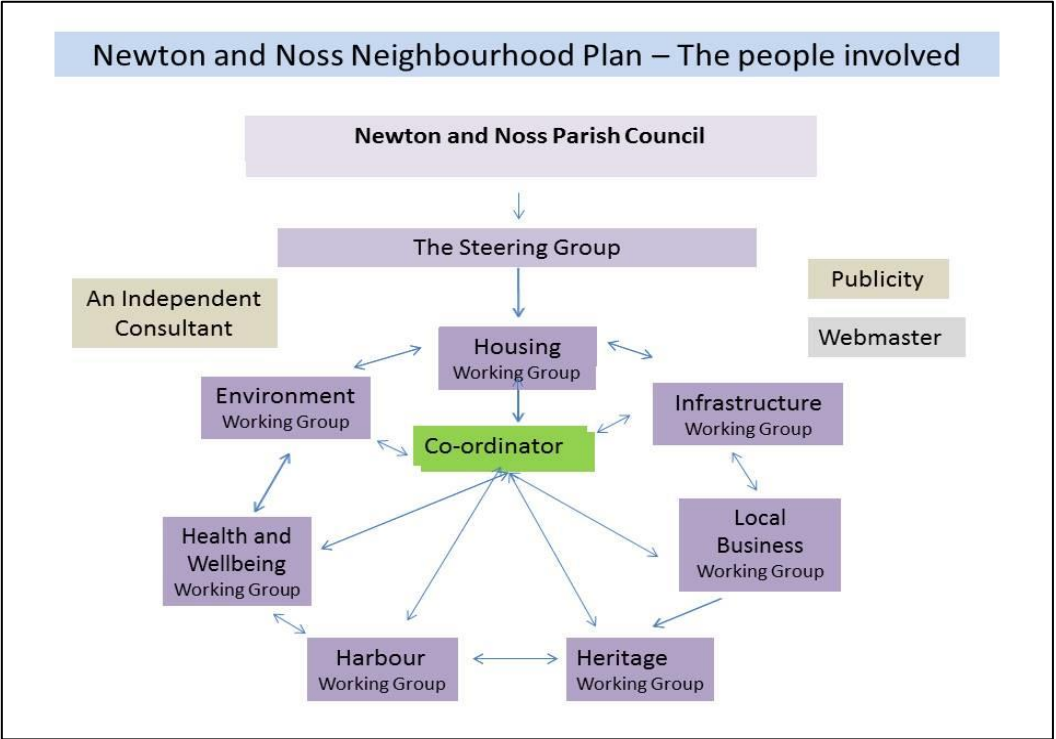 Newton and Noss Neighbourhood Plan – The people involved
Newton and Noss Parish Council
The Steering Group
An Independent
Consultant
Publicity
Webmaster
Housing
Working Group
Environment
Working Group
Infrastructure
Working Group
Co-ordinator
Health and
Wellbeing
Working Group
Local
Business
Working Group
Harbour
Working Group
Heritage
Working Group